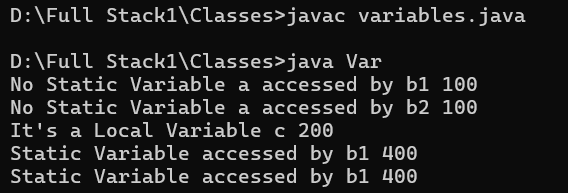 D:\Full Stack1\Classes>javac variables.java
D:\Full Stack1\Classes>java Var
No Static Variable a accessed by b1 100
No Static Variable a accessed by b2 100
It's a Local Variable c 200
Static Variable accessed by b1 400
Static Variable accessed by b1 400